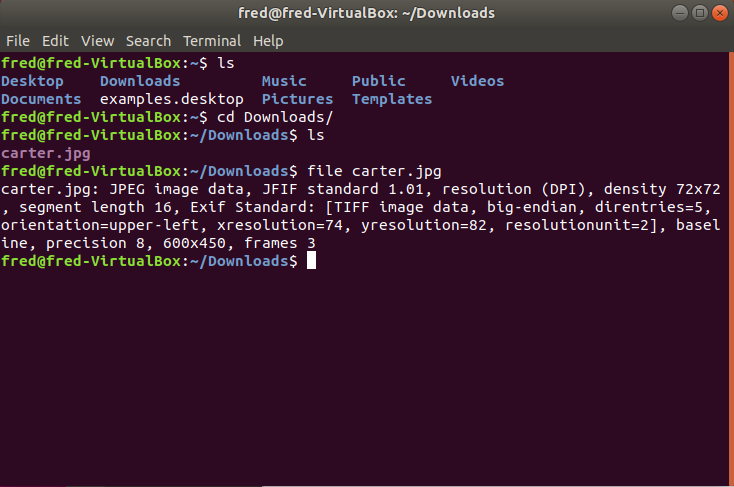 fred@fred-VirtualBox: ~/Downloads
File Edit View Search Terminal Help
fred@fred-VirtualBox:~$ ls
Desktop Downloads Music Public Videos
Documents examples.desktop Pictures Templates
fred@fred-VirtualBox:~$ cd Downloads/
fred@fred-VirtualBox:~/Downloads$ ls
carter.jpg
fred@fred-VirtualBox:~/Downloads$ file carter.jpg
carter.jpg: JPEG image data, JFIF standard 1.01, resolution (DPI), density 72x72
, segment length 16, Exif Standard: [TIFF image data, big-endian, direntries=5,
orientation=upper-left, xresolution=74, yresolution=82, resolutionunit=2], basel
ine, precision 8, 600x450, frames 3
fred@fred-VirtualBox:~/Downloads$